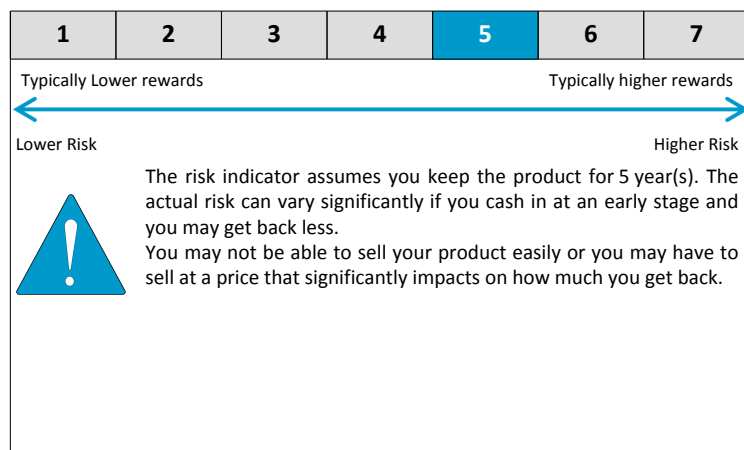 1 2 3 4 5 6 7
Typically Lower rewards Typically higher rewards
Lower Risk Higher Risk
The risk indicator assumes you keep the product for 5 year(s). The
actual risk can vary significantly if you cash in at an early stage and
you may get back less.
You may not be able to sell your product easily or you may have to
sell at a price that significantly impacts on how much you get back.